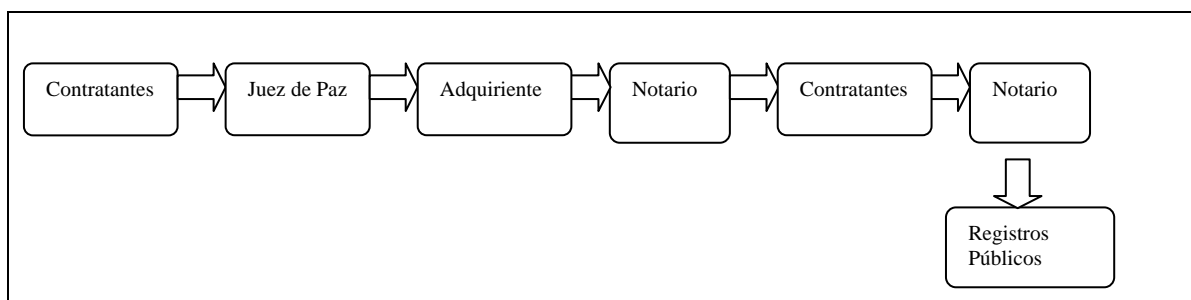 Contratantes
Juez de Paz
Adquiriente
Notario
Contratantes
Notario
Registros
Públicos